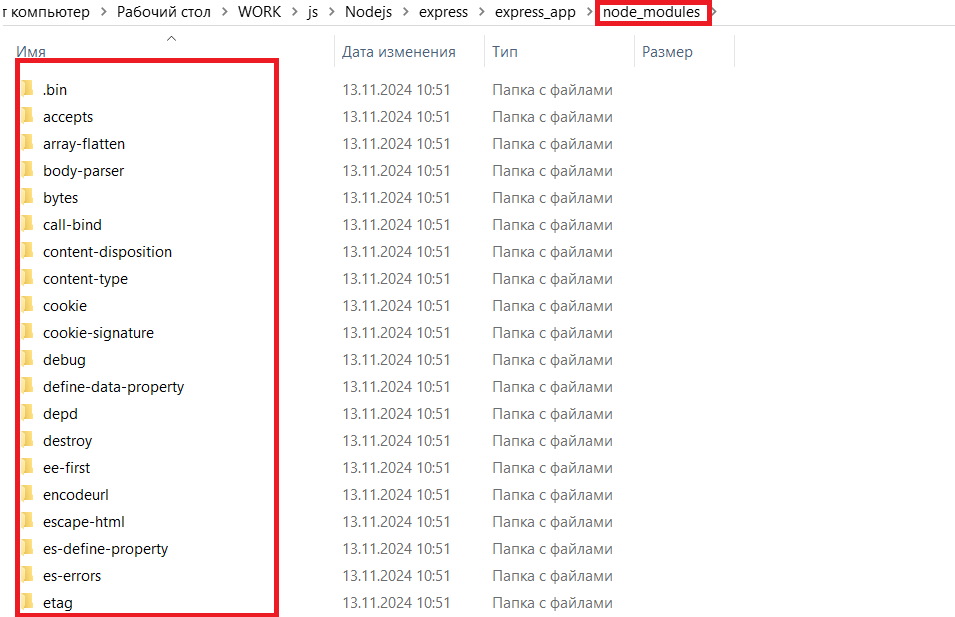 т компьютер > Рабочий стол > WORK > js > Nodejs > express > express_app > node_modules >
Имя Дата изменения Тип Размер
.bin 13.11.2024 10:51 Папка с файлами
accepts 13.11.2024 10:51 Папка с файлами
array-flatten 13.11.2024 10:51 Папка с файлами
body-parser 13.11.2024 10:51 Папка с файлами
bytes 13.11.2024 10:51 Папка с файлами
call-bind 13.11.2024 10:51 Папка с файлами
content-disposition 13.11.2024 10:51 Папка с файлами
content-type 13.11.2024 10:51 Папка с файлами
cookie 13.11.2024 10:51 Папка с файлами
cookie-signature 13.11.2024 10:51 Папка с файлами
debug 13.11.2024 10:51 Папка с файлами
define-data-property 13.11.2024 10:51 Папка с файлами
depd 13.11.2024 10:51 Папка с файлами
destroy 13.11.2024 10:51 Папка с файлами
ee-first 13.11.2024 10:51 Папка с файлами
encodeurl 13.11.2024 10:51 Папка с файлами
escape-html 13.11.2024 10:51 Папка с файлами
es-define-property 13.11.2024 10:51 Папка с файлами
es-errors 13.11.2024 10:51 Папка с файлами
etag 13.11.2024 10:51 Папка с файлами